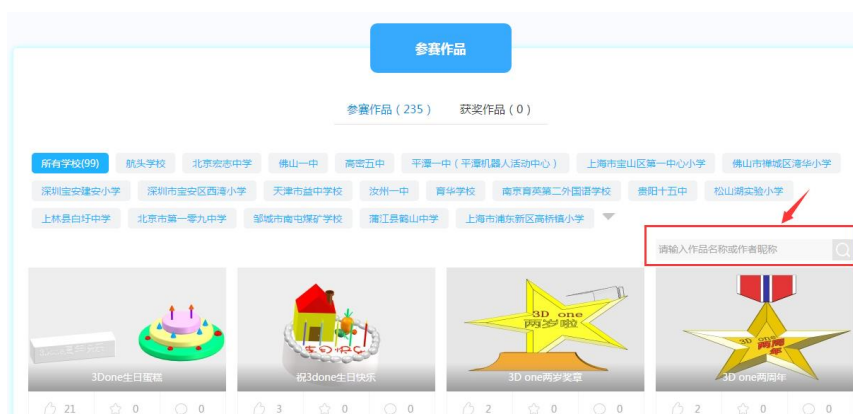 参赛作品
参赛作品（235） 获奖作品（0）
所有学校(99) 航头学校 北京宏志中学 佛山一中 高密五中 平潭一中（平潭机器人活动中心） 上海市宝山区第一中心小学 佛山市禅城区湾华小学
深圳宝安建安小学 深圳市宝安区西湾小学 天津市益中学校 汝州一中 育华学校 南京育英第二外国语学校 贵阳十五中 松山湖实验小学
上林县白圩中学 北京市第一零九中学 邹城市南屯煤矿学校 蒲江县鹤山中学 上海市浦东新区高桥镇小学
请输入作品名称或作者昵称
3D one
两岁啦
3D one
两周年
3Done生日蛋糕 祝3done生日快乐 3D one两岁奖章 3D one两周年
21 0 0 3 0 0 2 0 0 2 0 0